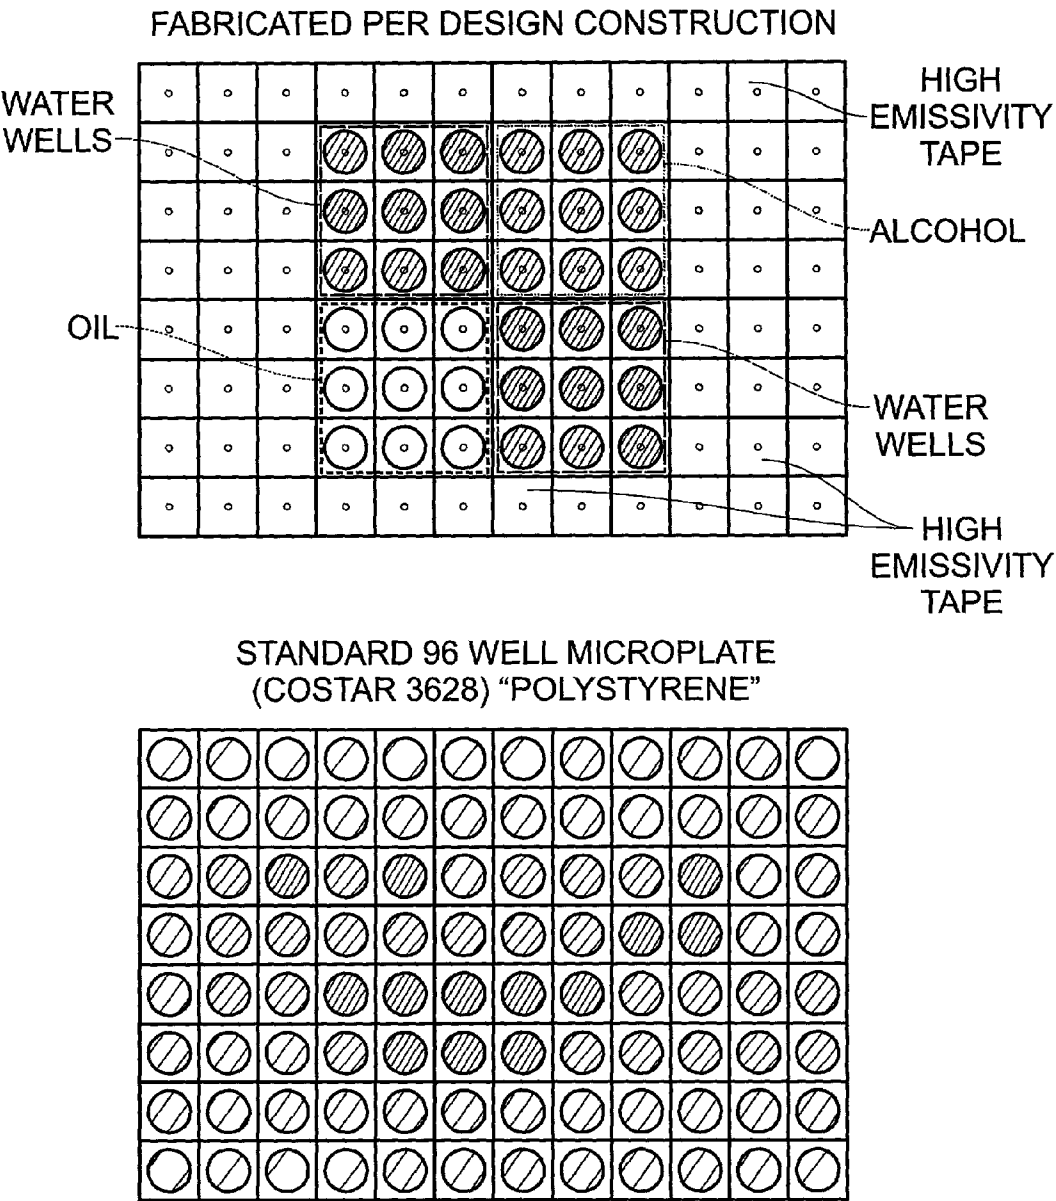 FABRICATED PER DESIGN CONSTRUCTION
WATER
WELLS
HIGH
EMISSIVITY
TAPE
ALCOHOL
OIL
WATER
WELLS
HIGH
EMISSIVITY
TAPE
STANDARD 96 WELL MICROPLATE
(COSTAR 3628) “POLYSTYRENE”